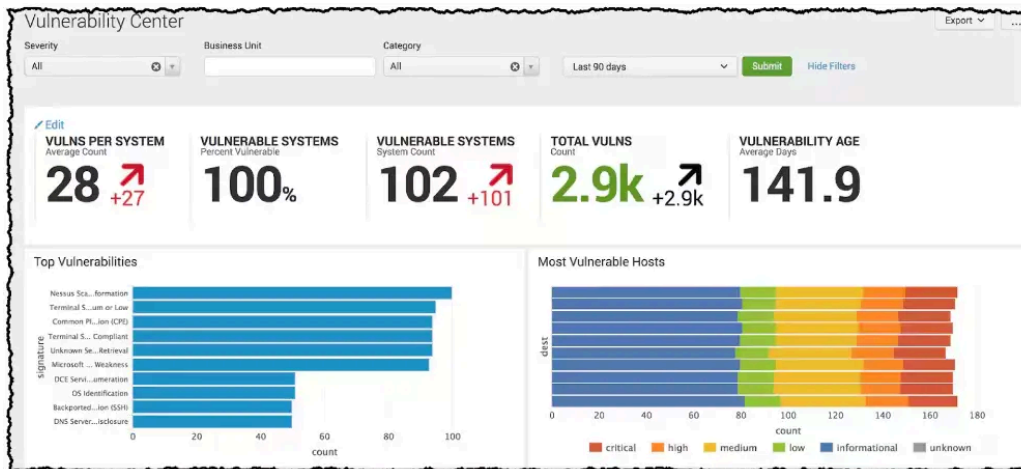 Vulnerability Center
Export
...
Severity
Business Unit
Category
All
All
Last 90 days
Submit
Hide Filters
Edit
VULNS PER SYSTEM
Average Count
28
+27
VULNERABLE SYSTEMS
Percent Vulnerable
100%
VULNERABLE SYSTEMS
System Count
102
+101
TOTAL VULNS
Count
2.9k
+2.9k
VULNERABILITY AGE
Average Days
141.9
Top Vulnerabilities
signature
Nessus Sca...formation
Terminal S...um or Low
Common Pl...ion (CPE)
Terminal S... Compliant
Unknown Se...Retrieval
Microsoft ... Weakness
DCE Servi...umeration
OS Identification
Backported...ion (SSH)
DNS Server...isclosure
0 20 40 60 80 100
count
Most Vulnerable Hosts
dest
0 20 40 60 80 100 120 140 160 180
count
critical high medium low informational unknown